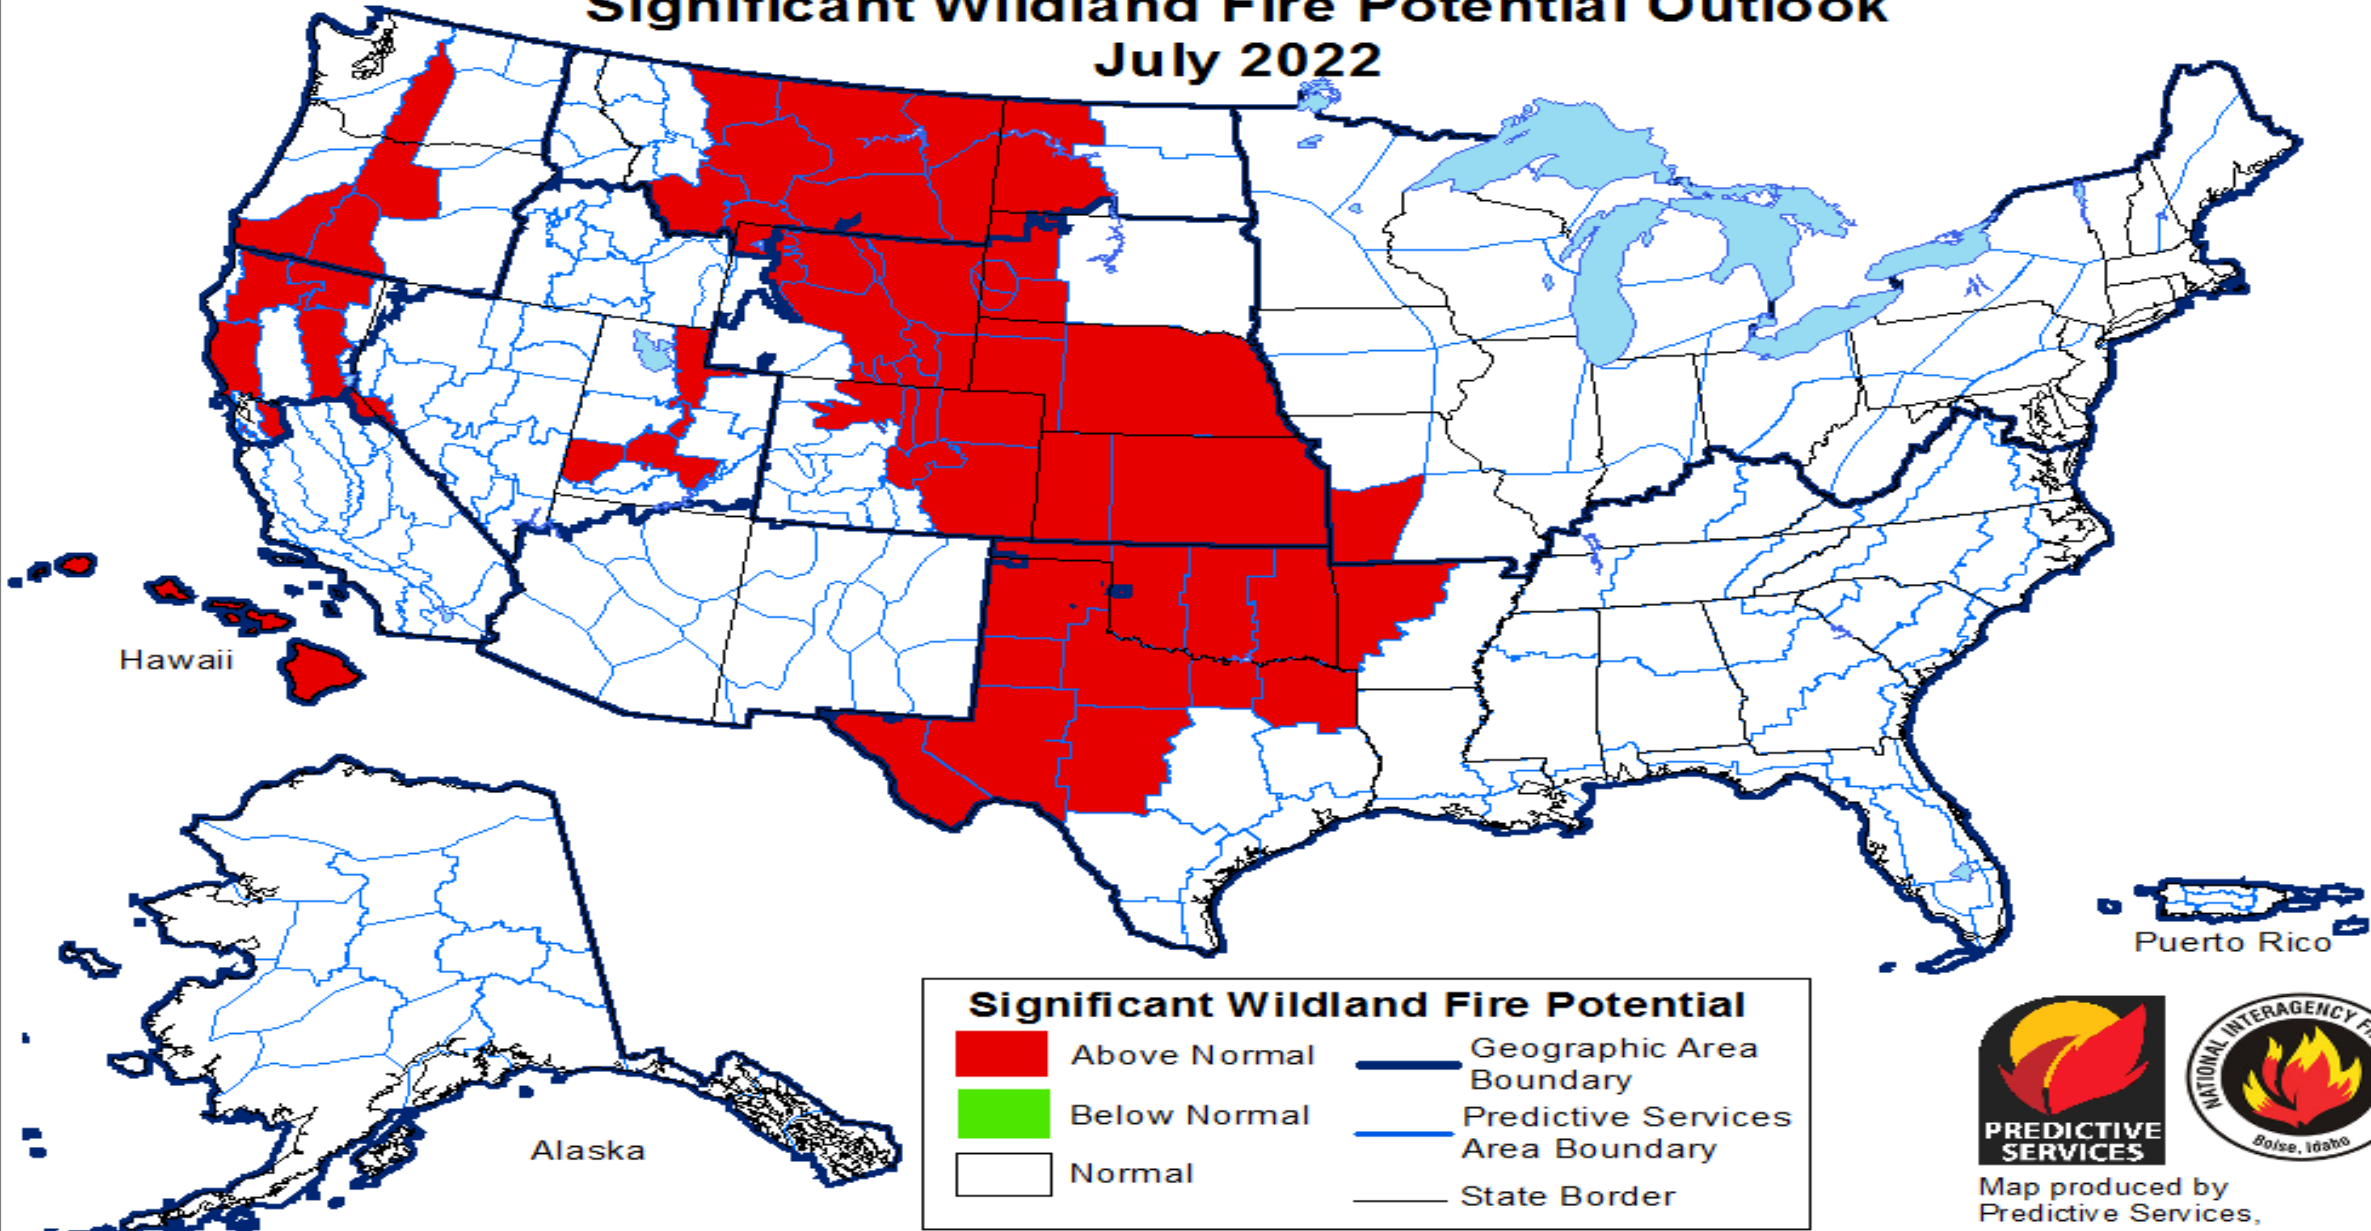 Significant Wildland Fire Potential Outlook
July 2022
Hawaii
Alaska
Puerto Rico
Significant Wildland Fire Potential
Above Normal
Below Normal
Normal
Geographic Area
Boundary
Predictive Services
Area Boundary
State Border
PREDICTIVE
SERVICES
NATIONAL INTERAGENCY
Boise, Idaho
Map produced by
Predictive Services,